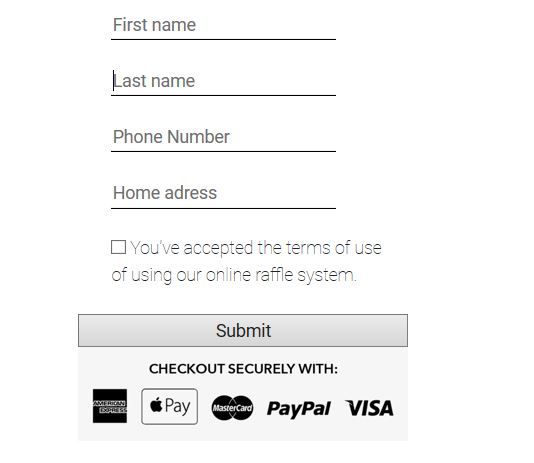 First name
Last name
Phone Number
Home adress
You've accepted the terms of use
of using our online raffle system.
Submit
CHECKOUT SECURELY WITH:
AMERICAN EXPRESS Pay MasterCard PayPal VISA